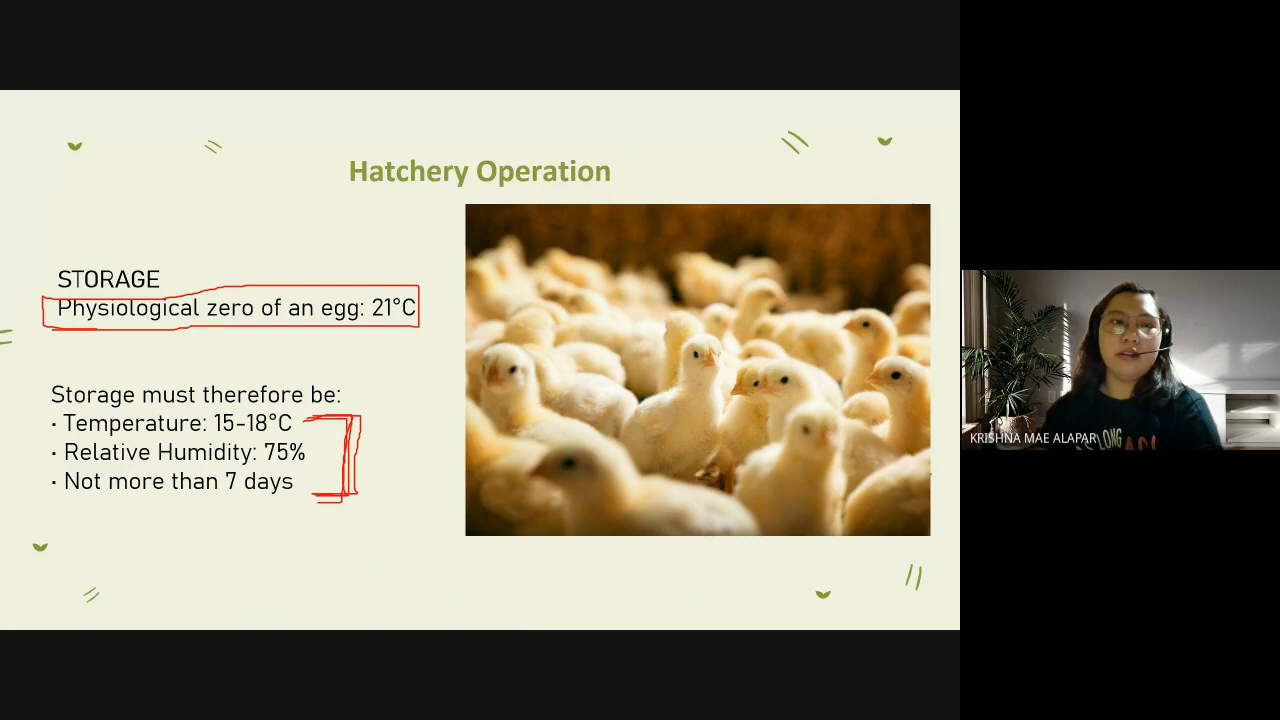 Hatchery Operation
STORAGE
Physiological zero of an egg: 21°C
Storage must therefore be:
· Temperature: 15-18°C
· Relative Humidity: 75%
· Not more than 7 days
KRISHNA MAE ALAPAR
LONG